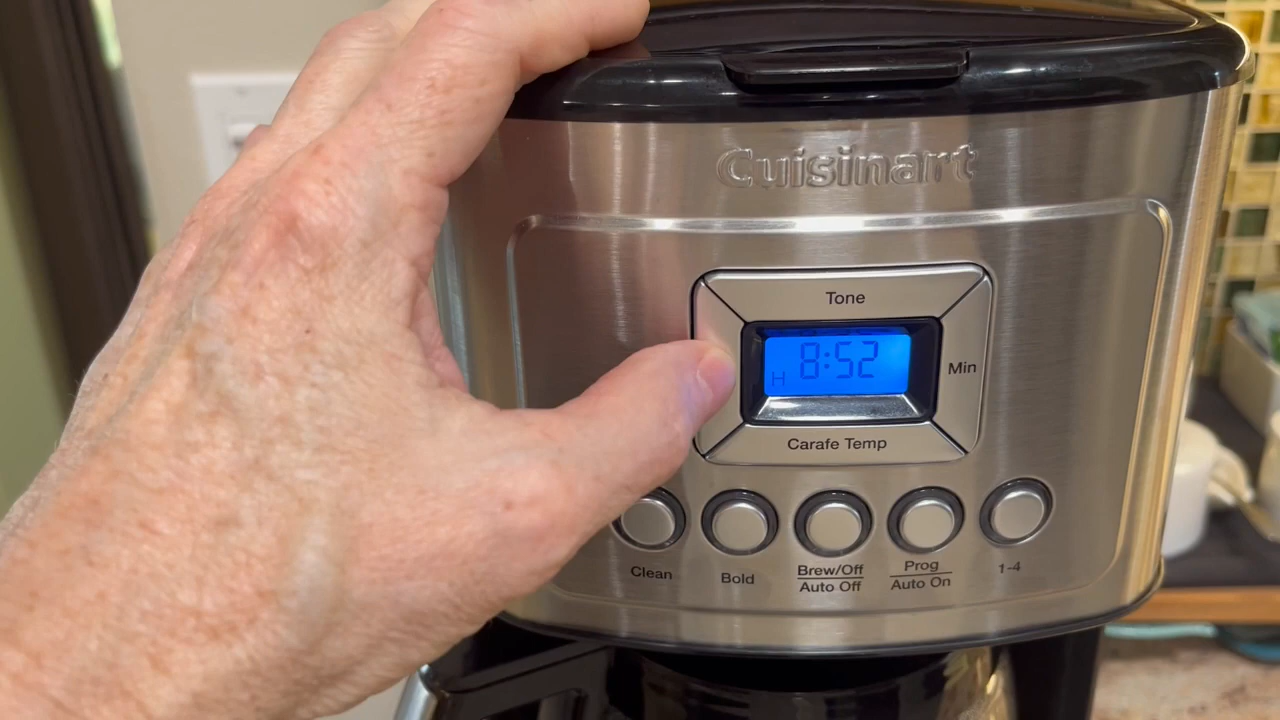 Cuisinart
Tone
8:52
H
Min
Carafe Temp
Clean
Bold
Brew/Off
Auto Off
Prog
Auto On
1-4